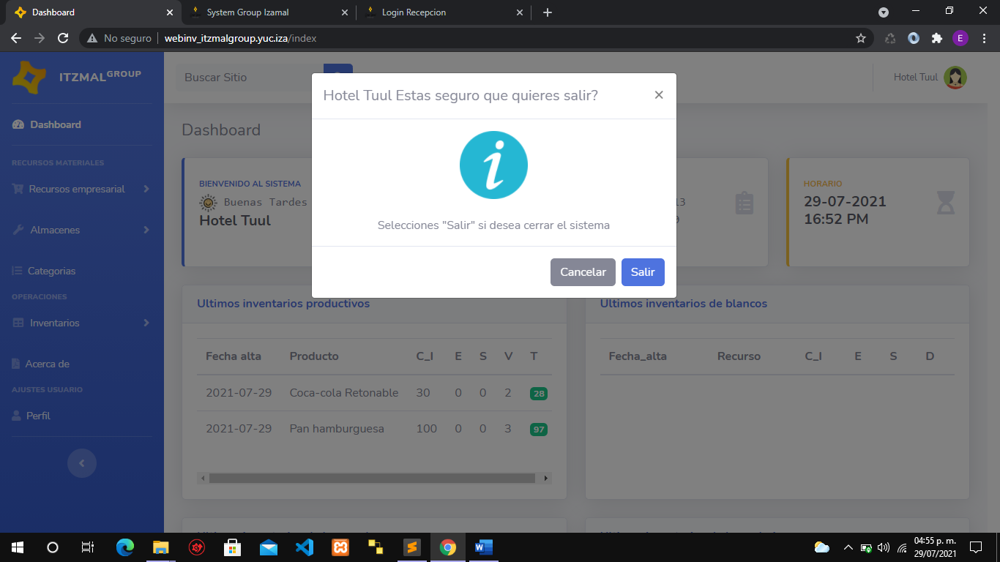 Dashboard
System Group Izamal
Login Recepcion
No seguro
webinv_itzmalgroup.yuc.iza/index
E
ITZMALGROUP
Buscar Sitio
Hotel Tuul
Hotel Tuul Estas seguro que quieres salir?
×
Selecciones "Salir" si desea cerrar el sistema
Cancelar
Salir
Dashboard
RECURSOS MATERIALES
Recursos empresarial
Almacenes
Categorias
OPERACIONES
Inventarios
Acerca de
AJUSTES USUARIO
Perfil
Dashboard
BIENVENIDO AL SISTEMA
Buenas Tardes
Hotel Tuul
13
9
HORARIO
29-07-2021
16:52 PM
Ultimos inventarios productivos
Fecha alta Producto C_I E S V T
2021-07-29 Coca-cola Retonable 30 0 0 2 28
2021-07-29 Pan hamburguesa 100 0 0 3 97
Ultimos inventarios de blancos
Fecha_alta Recurso C_I E S D
04:55 p. m.
29/07/2021